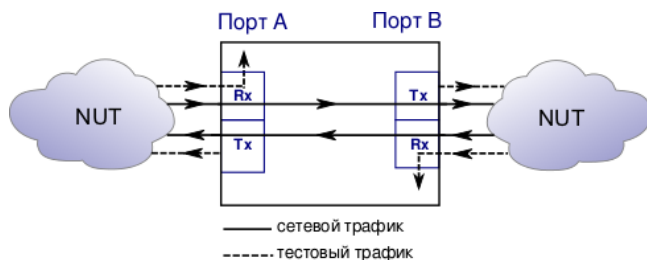 Порт A Порт B
Rx Tx
NUT NUT
Tx Rx
сетевой трафик
тестовый трафик